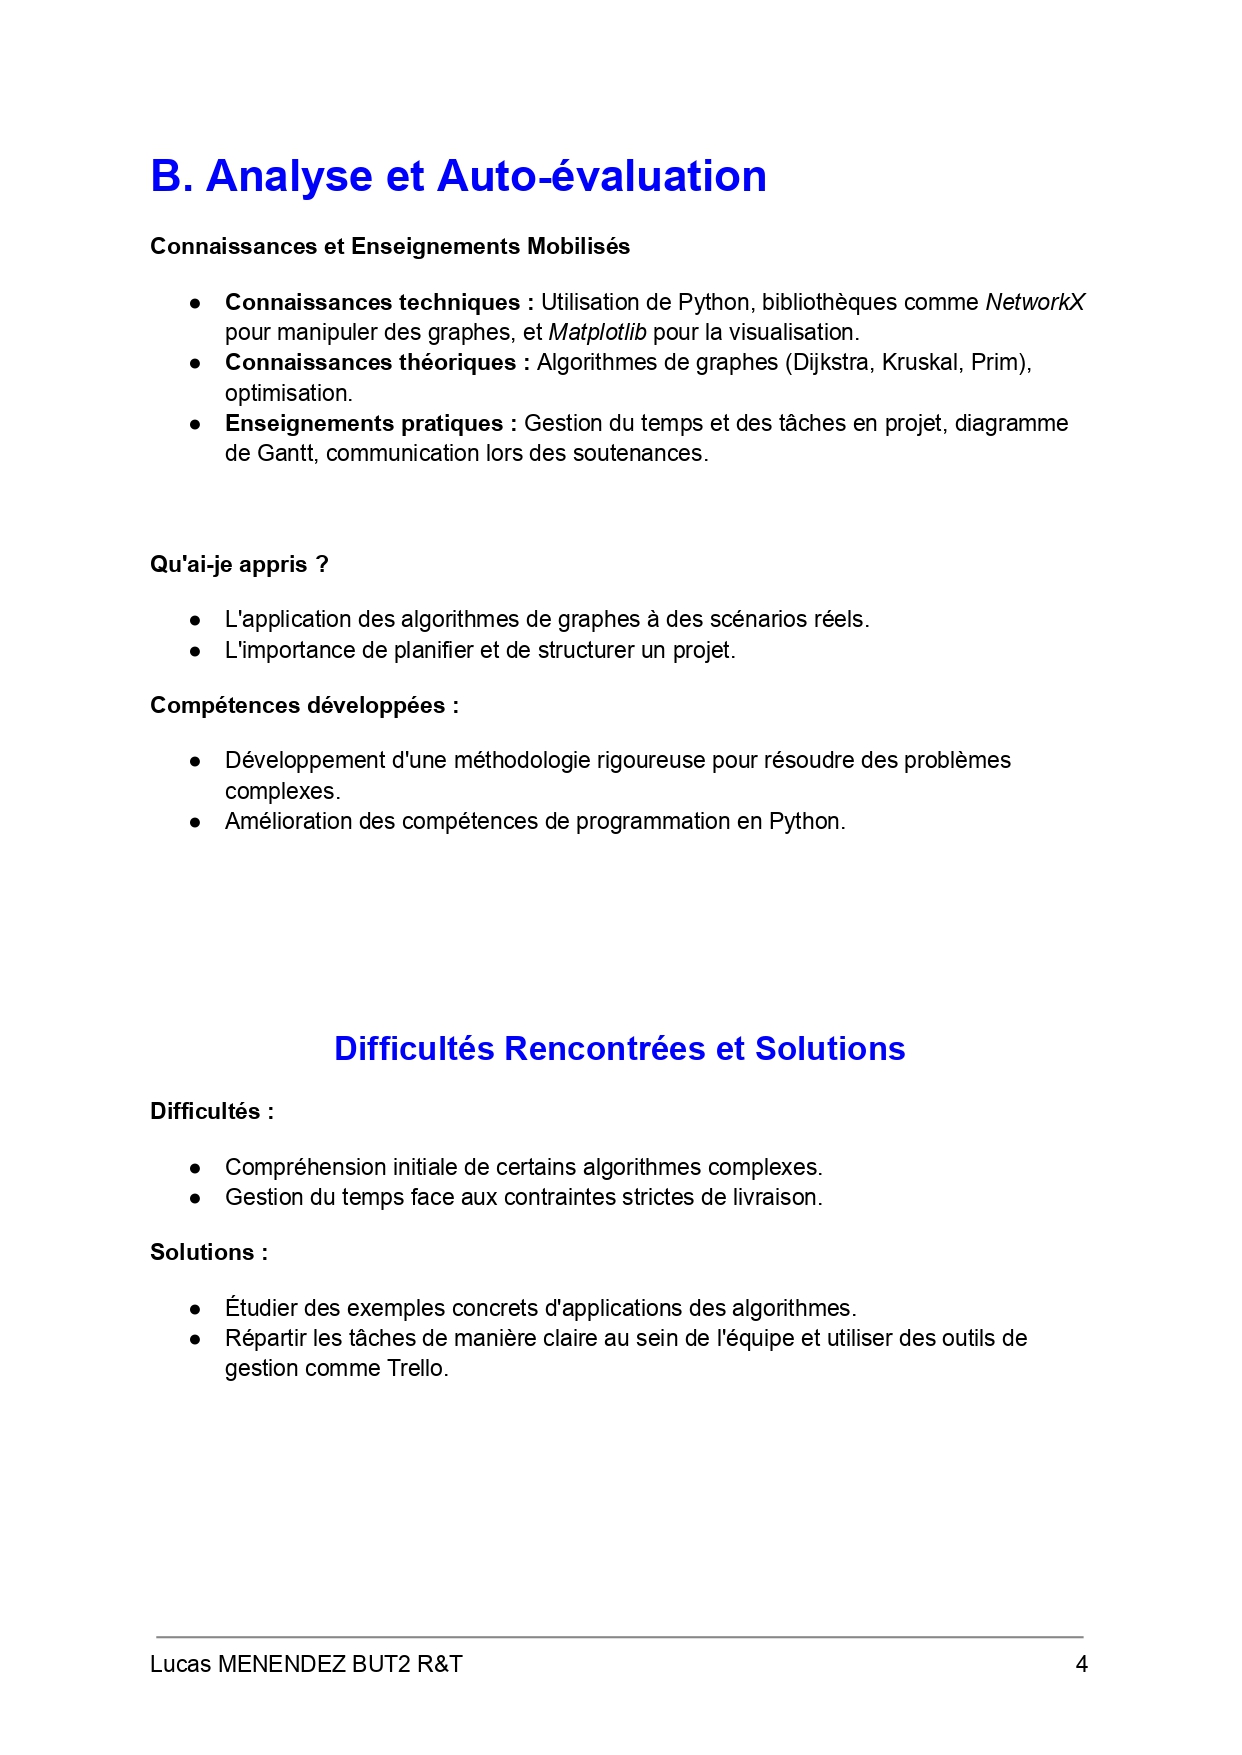 B. Analyse et Auto-évaluation
Connaissances et Enseignements Mobilisés
● Connaissances techniques : Utilisation de Python, bibliothèques comme NetworkX
pour manipuler des graphes, et Matplotlib pour la visualisation.
● Connaissances théoriques : Algorithmes de graphes (Dijkstra, Kruskal, Prim),
optimisation.
● Enseignements pratiques : Gestion du temps et des tâches en projet, diagramme
de Gantt, communication lors des soutenances.
Qu'ai-je appris ?
● L'application des algorithmes de graphes à des scénarios réels.
● L'importance de planifier et de structurer un projet.
Compétences développées :
● Développement d'une méthodologie rigoureuse pour résoudre des problèmes
complexes.
● Amélioration des compétences de programmation en Python.
Difficultés Rencontrées et Solutions
Difficultés :
● Compréhension initiale de certains algorithmes complexes.
● Gestion du temps face aux contraintes strictes de livraison.
Solutions :
● Étudier des exemples concrets d'applications des algorithmes.
● Répartir les tâches de manière claire au sein de l'équipe et utiliser des outils de
gestion comme Trello.
Lucas MENENDEZ BUT2 R&T 4